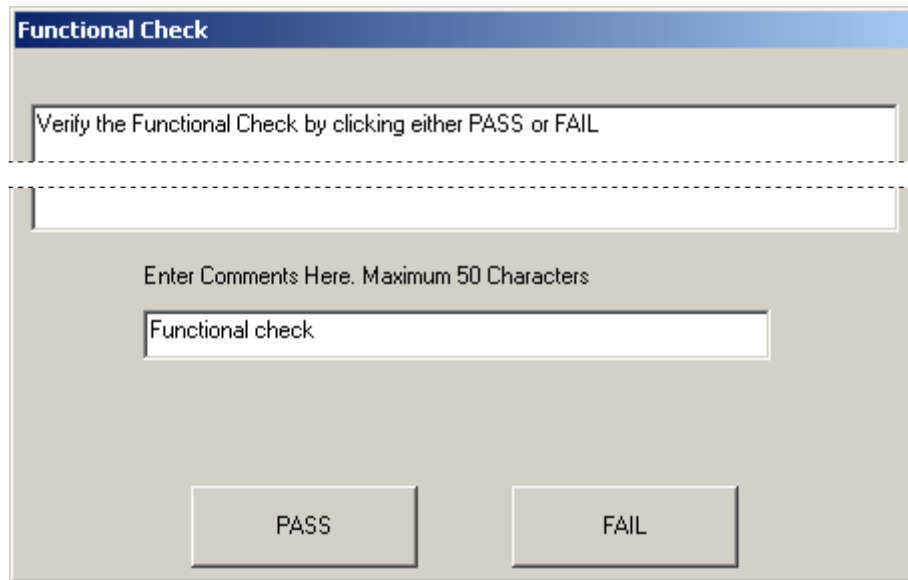 Functional Check
Verify the Functional Check by clicking either PASS or FAIL
Enter Comments Here. Maximum 50 Characters
Functional check
PASS
FAIL